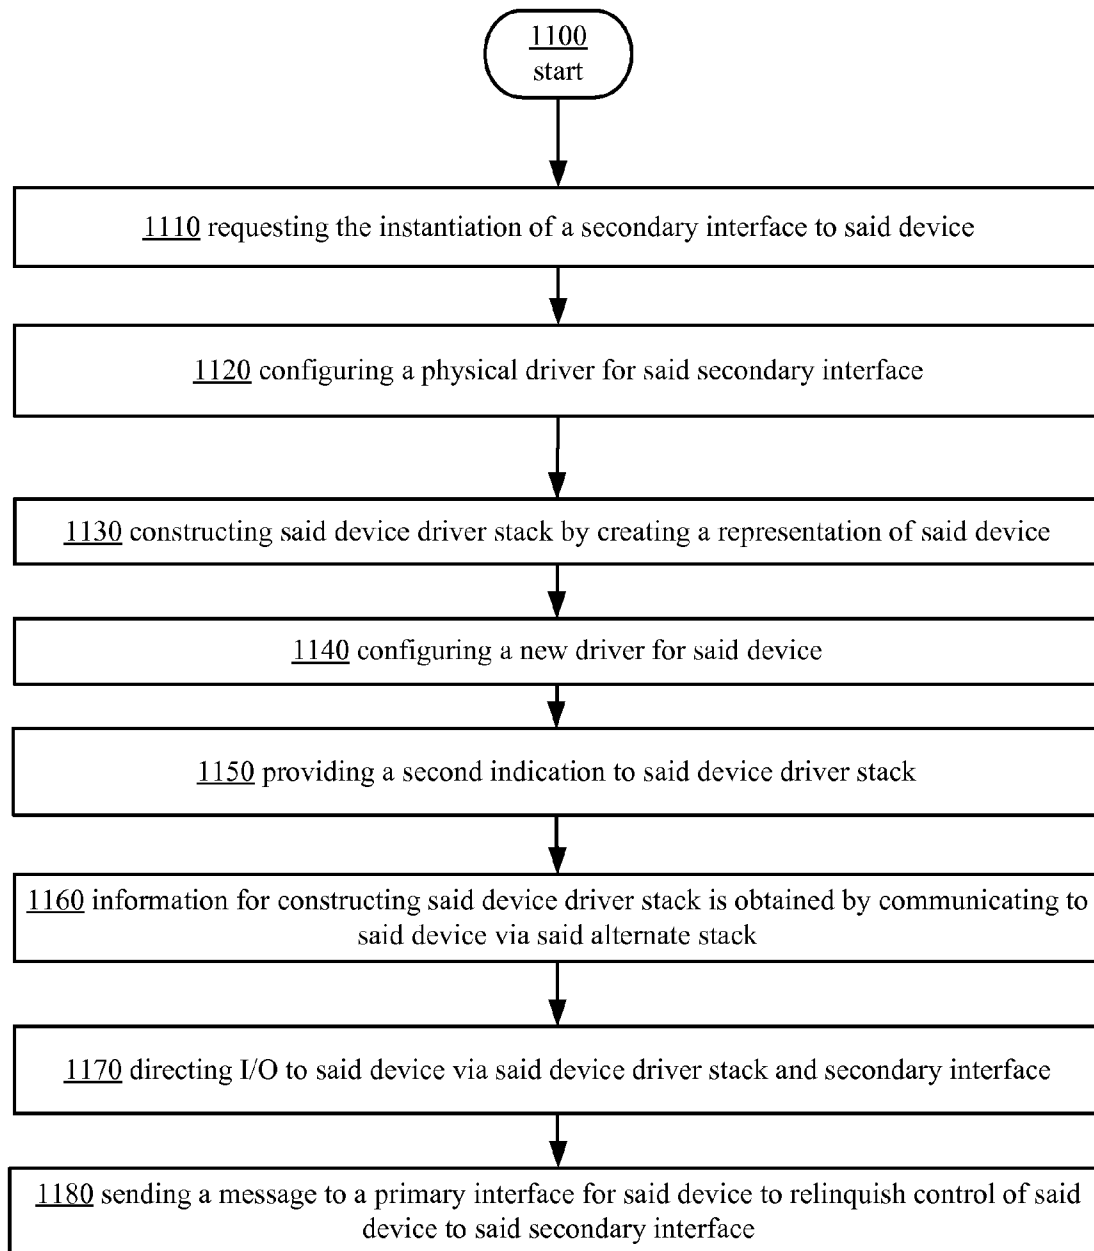 1100
start
1110 requesting the instantiation of a secondary interface to said device
1120 configuring a physical driver for said secondary interface
1130 constructing said device driver stack by creating a representation of said device
1140 configuring a new driver for said device
1150 providing a second indication to said device driver stack
1160 information for constructing said device driver stack is obtained by communicating to
said device via said alternate stack
1170 directing I/O to said device via said device driver stack and secondary interface
1180 sending a message to a primary interface for said device to relinquish control of said
device to said secondary interface